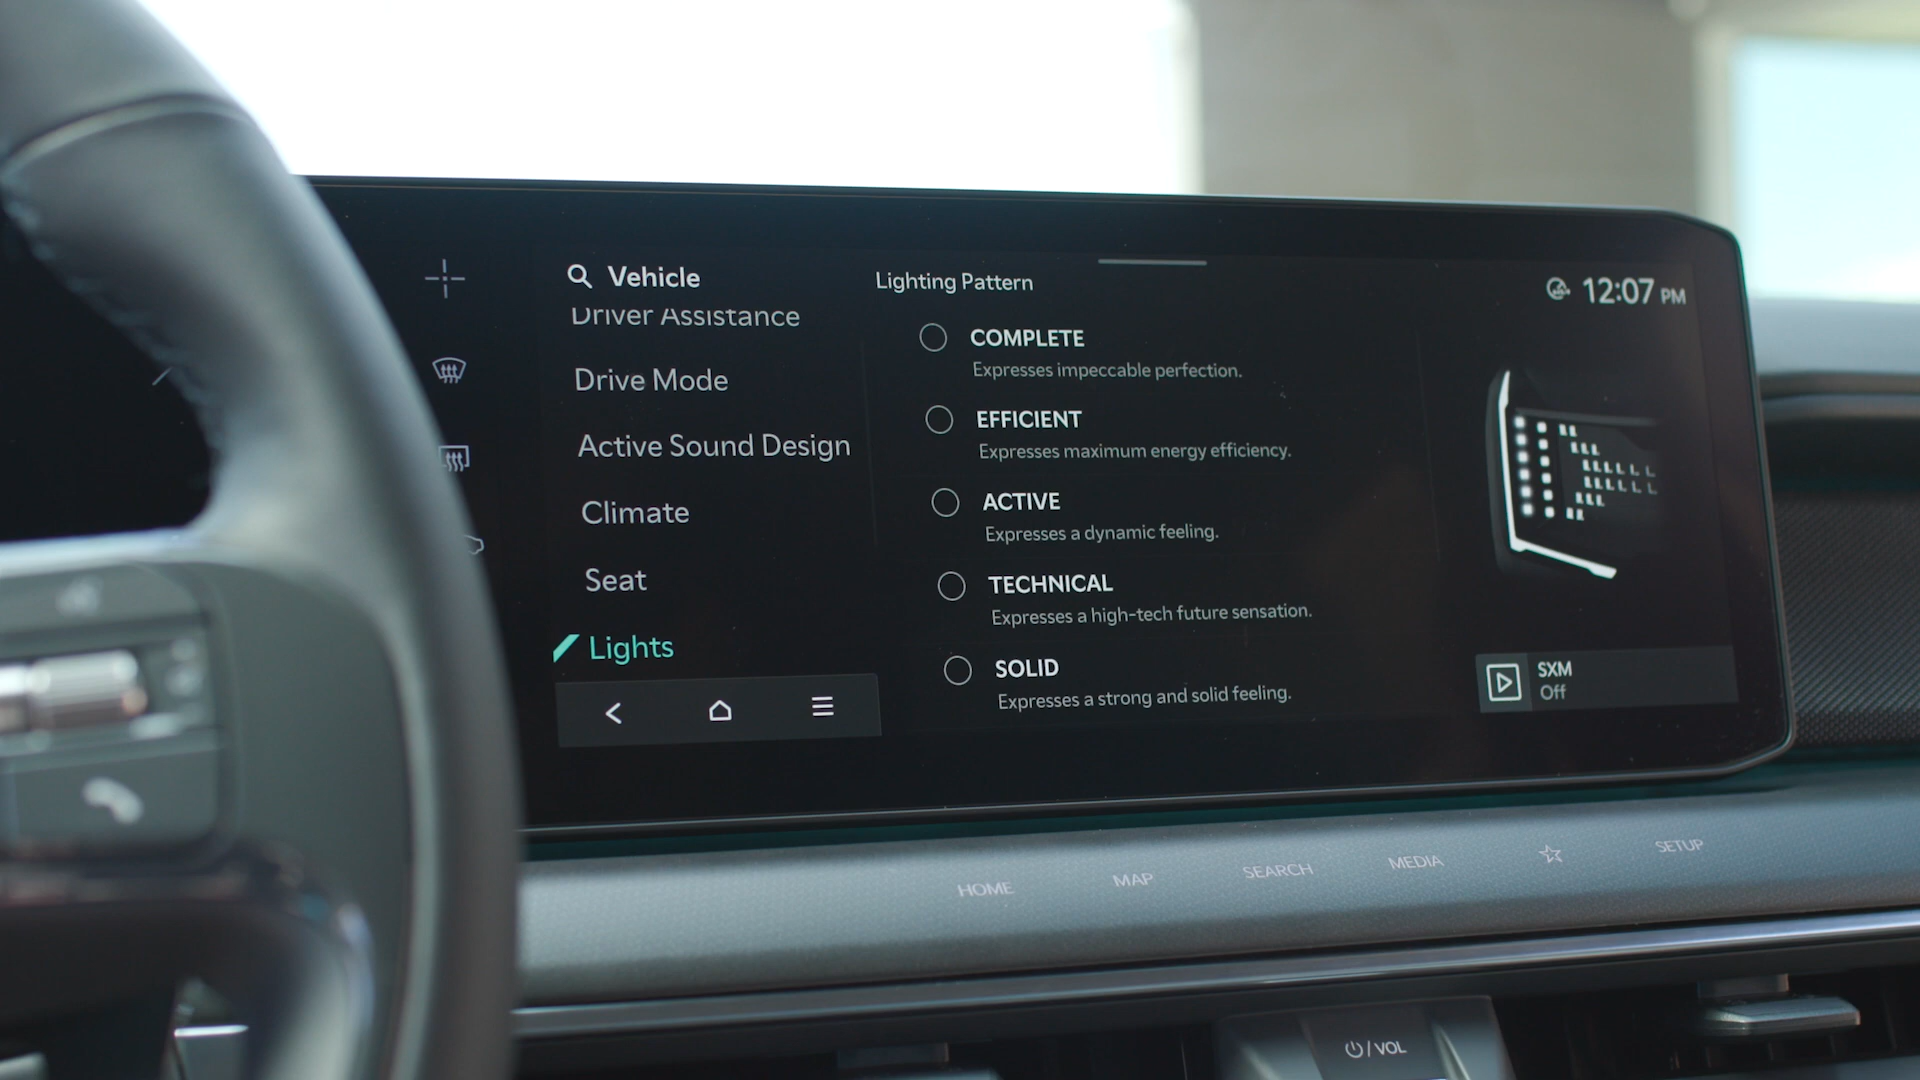 Vehicle
Driver Assistance
Drive Mode
Active Sound Design
Climate
Seat
Lights
Lighting Pattern
COMPLETE
Expresses impeccable perfection.
EFFICIENT
Expresses maximum energy efficiency.
ACTIVE
Expresses a dynamic feeling.
TECHNICAL
Expresses a high-tech future sensation.
SOLID
Expresses a strong and solid feeling.
12:07 PM
SXM
Off
HOME
MAP
SEARCH
MEDIA
SETUP
/ VOL